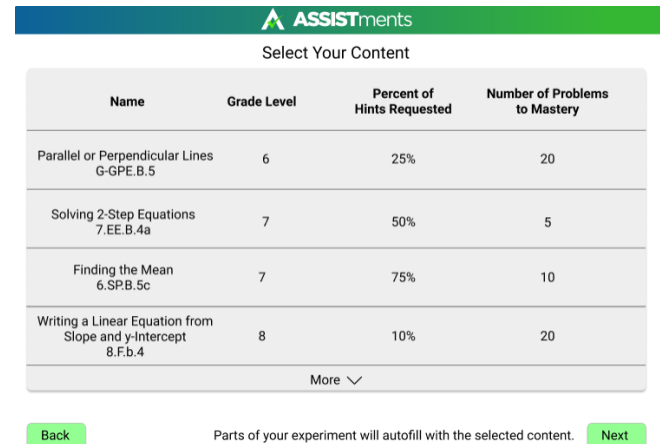 ASSISTments
Select Your Content
Name Grade Level Percent of Hints Requested Number of Problems to Mastery
Parallel or Perpendicular Lines
G-GPE.B.5
6 25% 20
Solving 2-Step Equations
7.EE.B.4a
7 50% 5
Finding the Mean
6.SP.B.5c
7 75% 10
Writing a Linear Equation from
Slope and y-Intercept
8.F.b.4
8 10% 20
More
Back Parts of your experiment will autofill with the selected content. Next